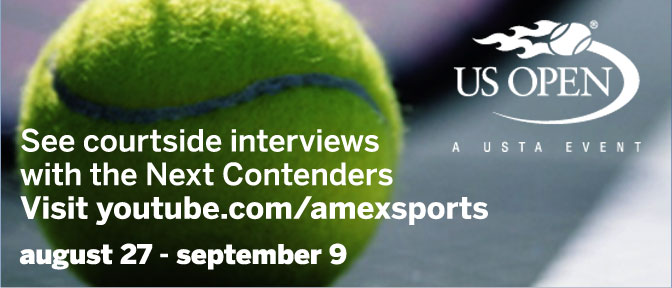 US OPEN®
A USTA EVENT
See courtside interviews
with the Next Contenders
Visit youtube.com/amexsports
august 27 - september 9